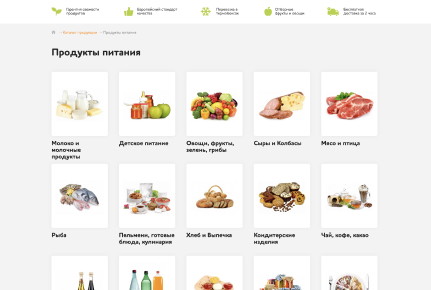 Гарантия свежести
продуктов
Европейский стандарт
качества
Перевозка в
термобоксах
Отборные
фрукты и овощи
Бесплатная
доставка за 2 часа
Каталог продукции
Продукты питания
Продукты питания
Молоко и
молочные
продукты
Детское питание
Овощи, фрукты,
зелень, грибы
Сыры и Колбасы
Мясо и птица
Рыба
Пельмени, готовые
блюда, кулинария
Хлеб и Выпечка
Кондитерские
изделия
Чай, кофе, какао